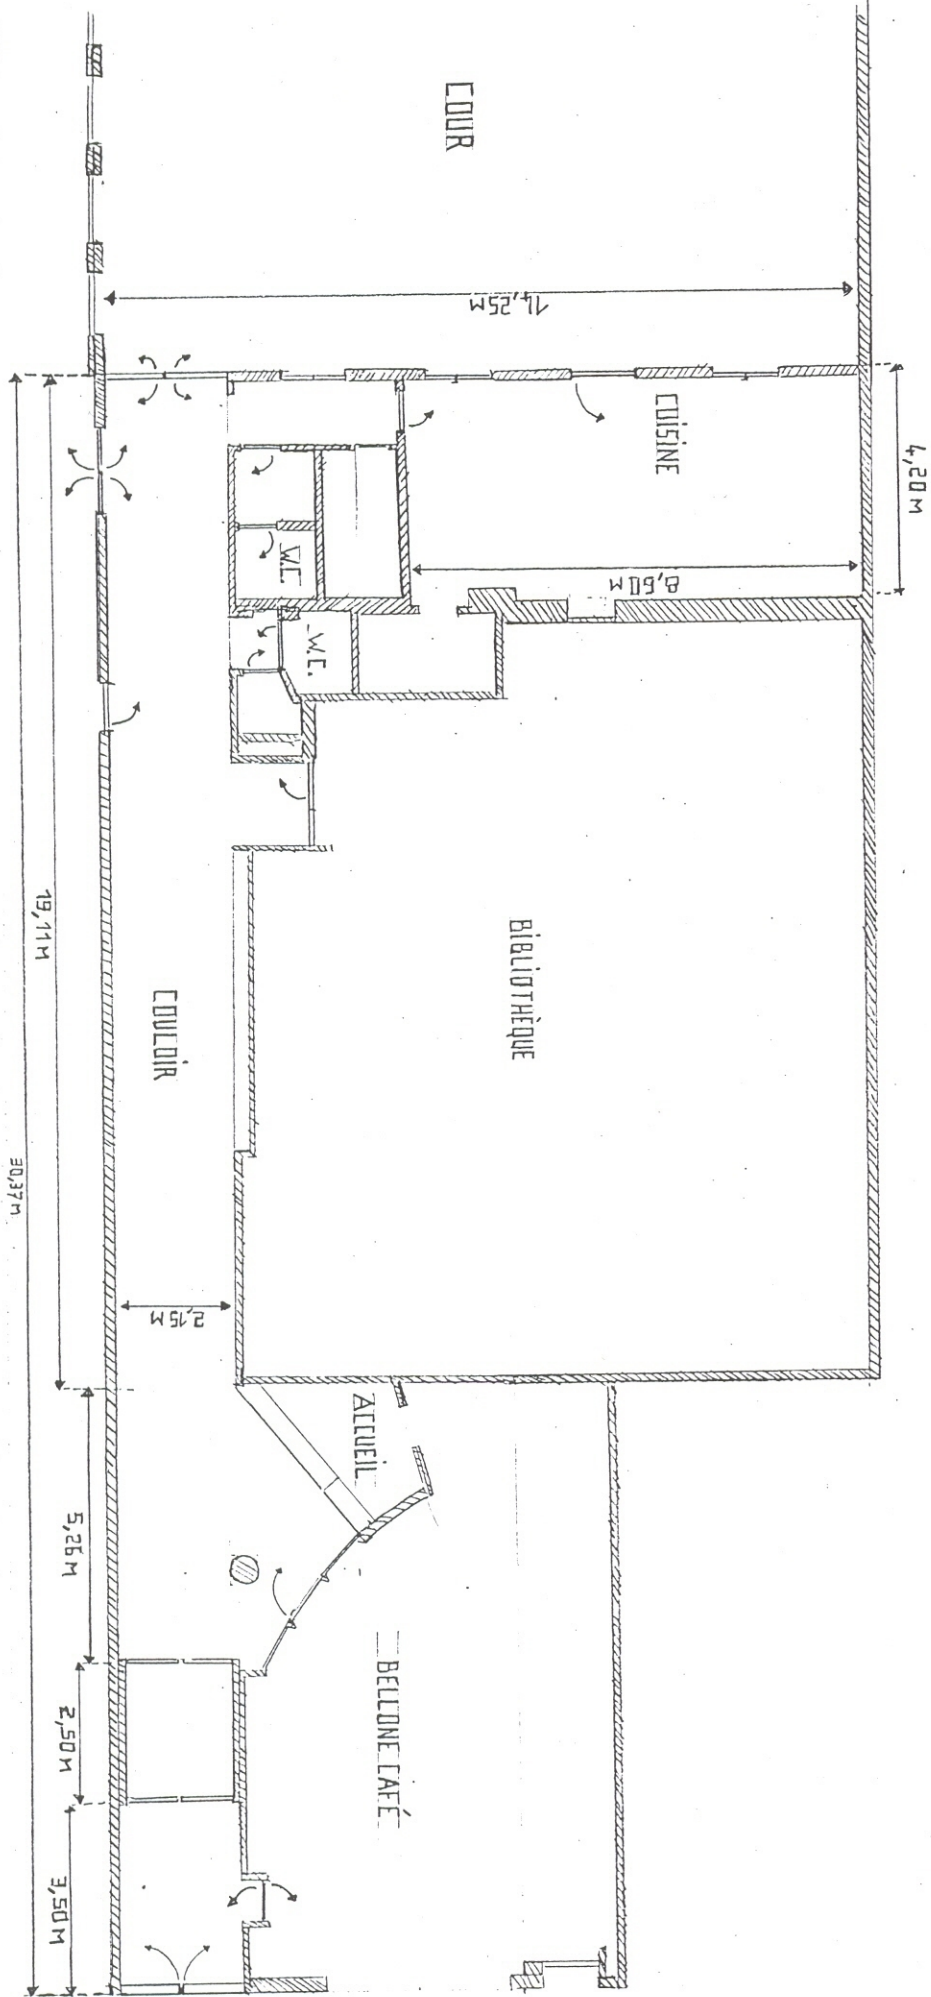 COUR
14,25M
4,20M
CUISINE
8,60M
W.C.
W.C.
19,11M
BIBLIOTHÈQUE
COULOIR
30,37M
2,15M
ACCUEIL
5,26M
BELLONE CAFÉ
2,50M
3,50M